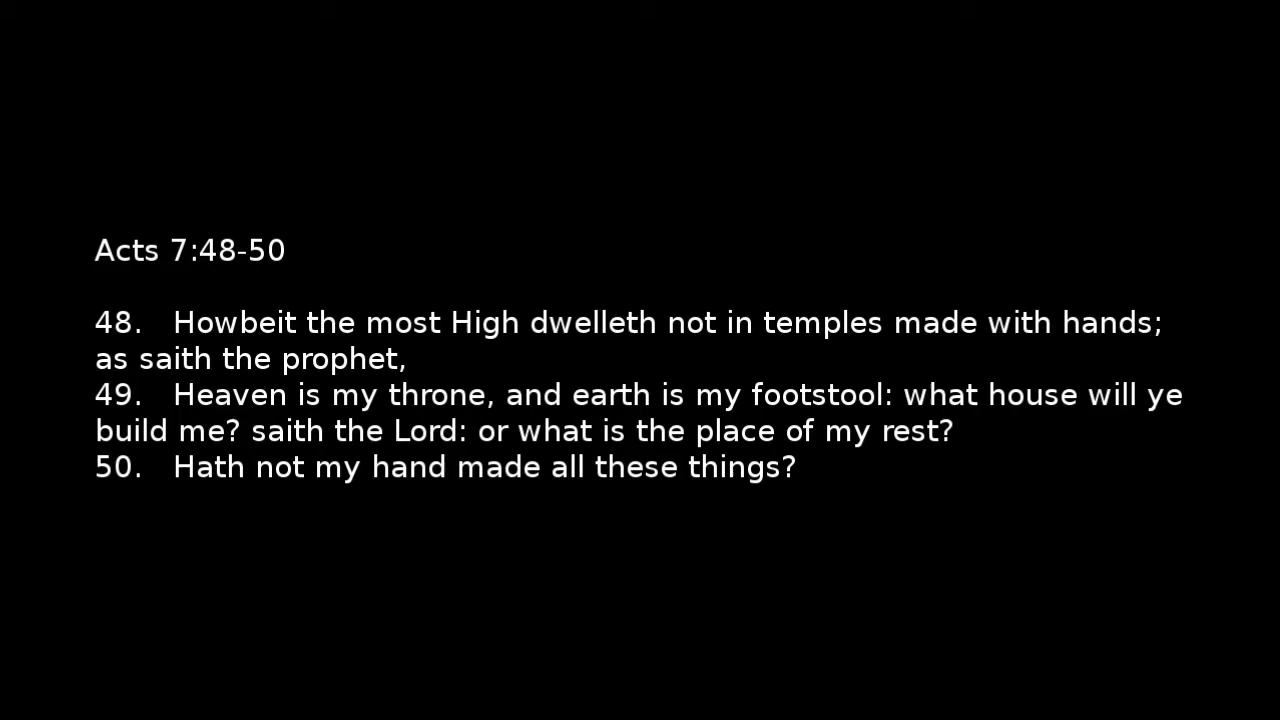 Acts 7:48-50
48. Howbeit the most High dwelleth not in temples made with hands;
as saith the prophet,
49. Heaven is my throne, and earth is my footstool: what house will ye
build me? saith the Lord: or what is the place of my rest?
50. Hath not my hand made all these things?